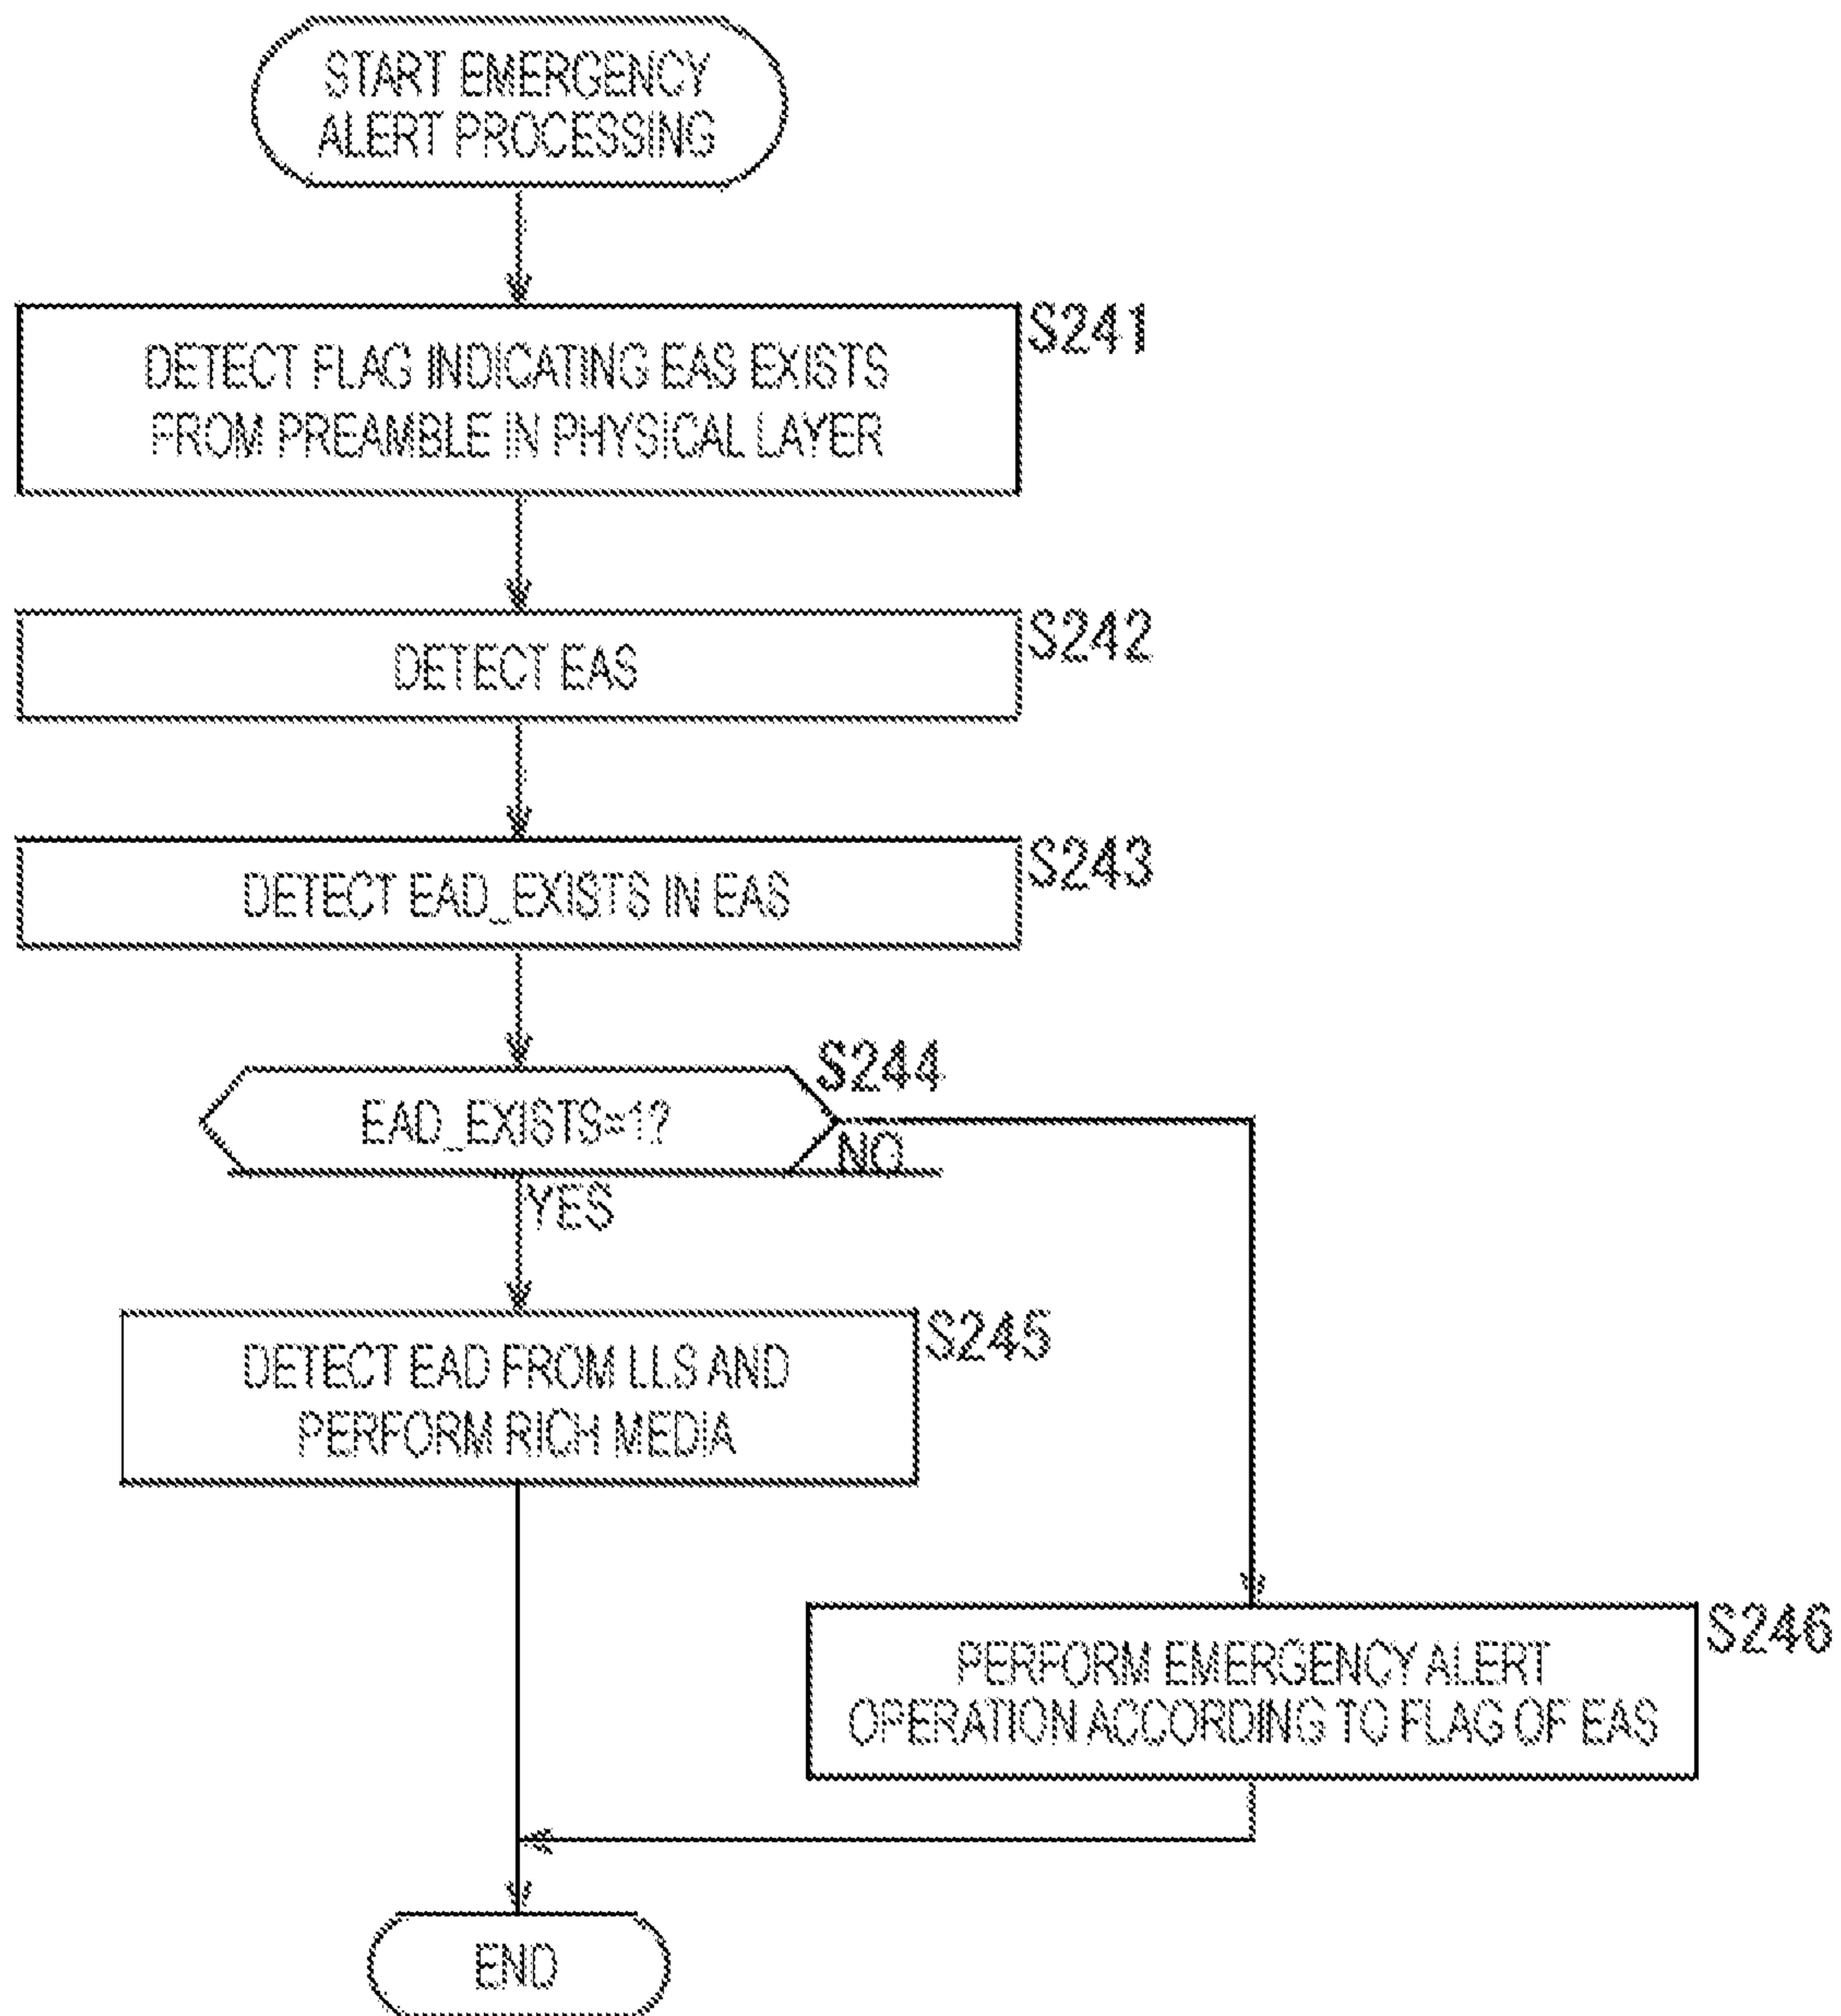 START EMERGENCY
ALERT PROCESSING
S241
DETECT FLAG INDICATING EAS EXISTS
FROM PREAMBLE IN PHYSICAL LAYER
S242
DETECT EAS
S243
DETECT EAD_EXISTS IN EAS
S244
EAD_EXISTS=1?
NO
YES
S245
DETECT EAD FROM LLS AND
PERFORM RICH MEDIA
S246
PERFORM EMERGENCY ALERT
OPERATION ACCORDING TO FLAG OF EAS
END